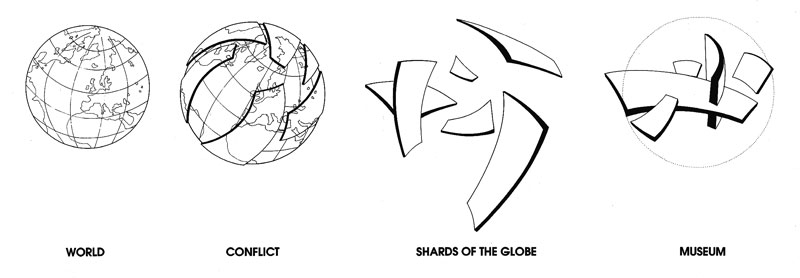 WORLD
CONFLICT
SHARDS OF THE GLOBE
MUSEUM